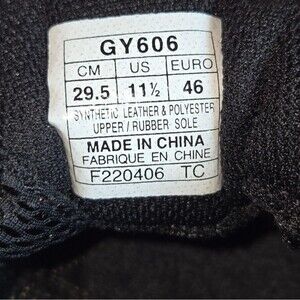 GY606
CM US EURO
29.5 11½ 46
SYNTHETIC LEATHER & POLYESTER
UPPER / RUBBER SOLE
MADE IN CHINA
FABRIQUE EN CHINE
F220406 TC